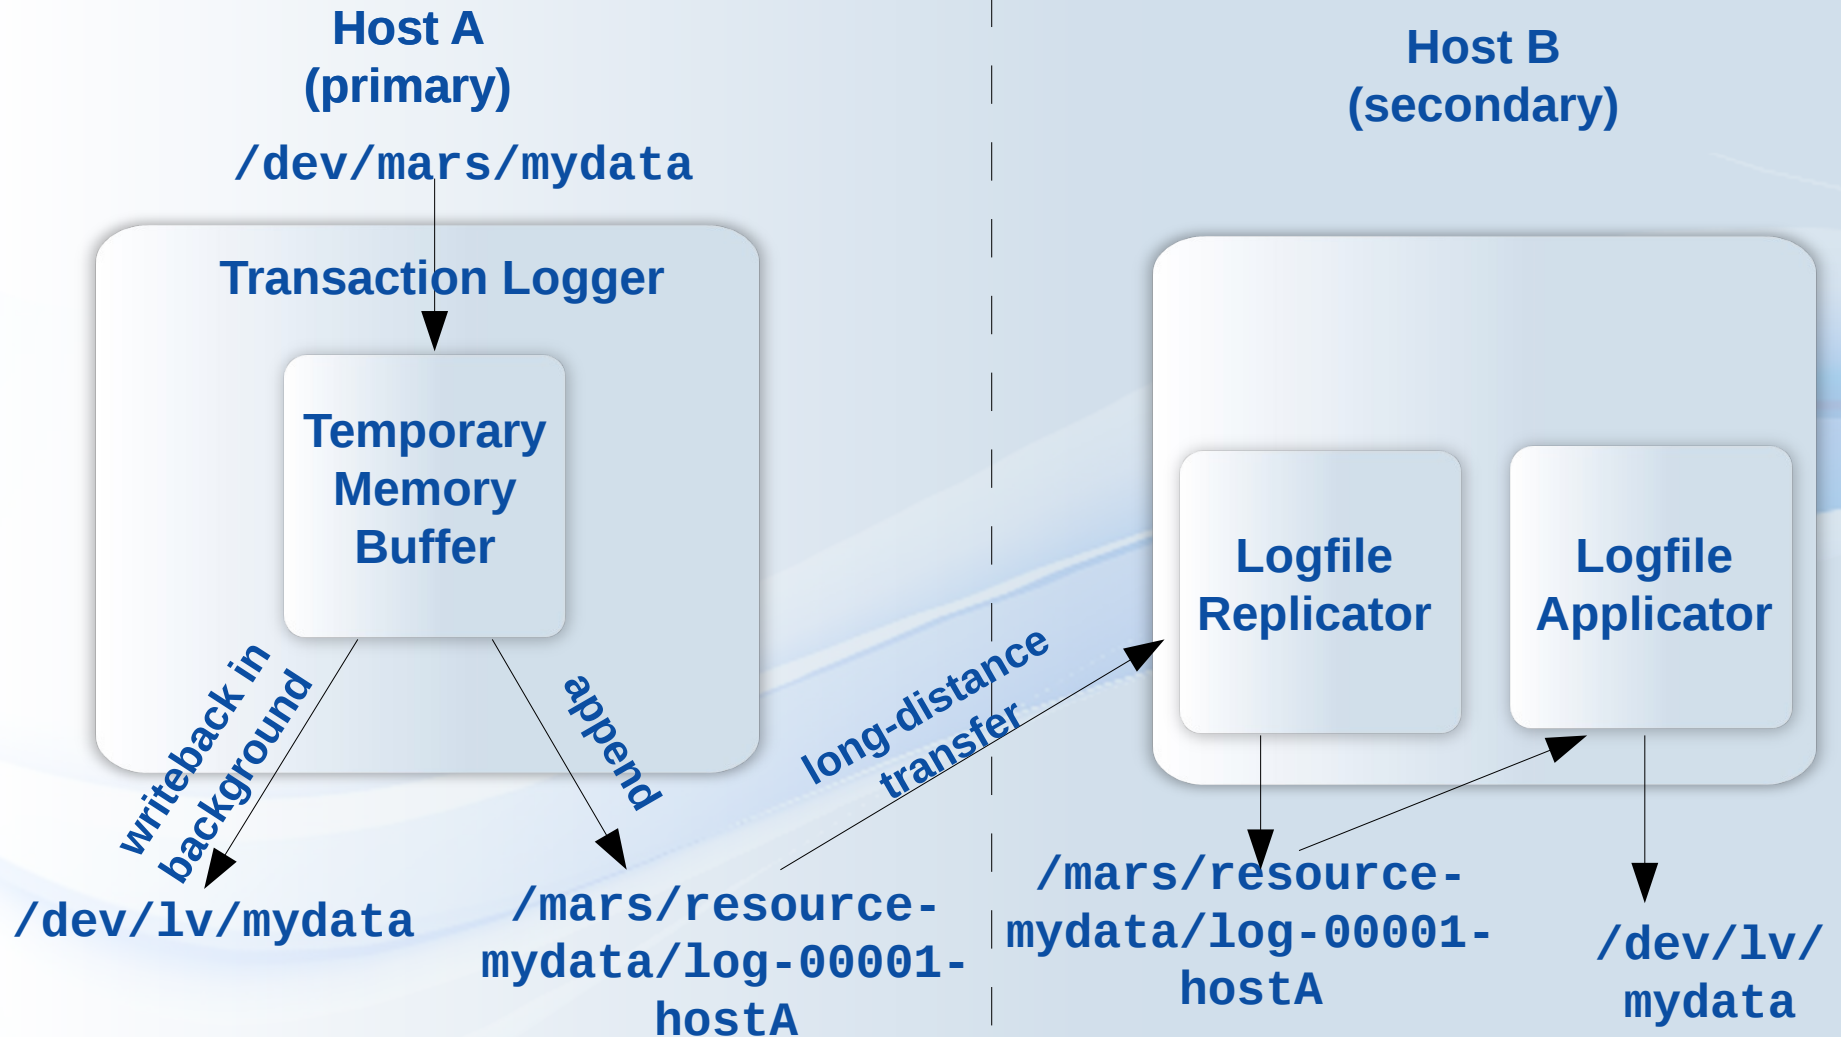 Host A
(primary)
/dev/mars/mydata
Transaction Logger
Temporary
Memory
Buffer
writeback in
background
append
/dev/lv/mydata
/mars/resource-
mydata/log-00001-
hostA
long-distance
transfer
Host B
(secondary)
Logfile
Replicator
Logfile
Applicator
/mars/resource-
mydata/log-00001-
hostA
/dev/lv/
mydata